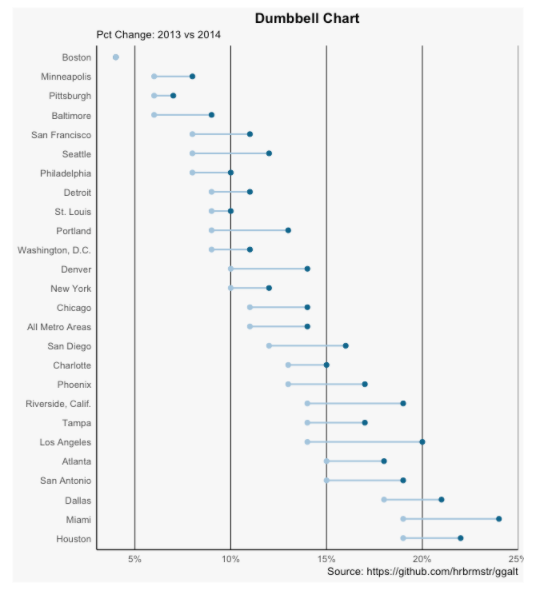 Dumbbell Chart
Pct Change: 2013 vs 2014
Boston
Minneapolis
Pittsburgh
Baltimore
San Francisco
Seattle
Philadelphia
Detroit
St. Louis
Portland
Washington, D.C.
Denver
New York
Chicago
All Metro Areas
San Diego
Charlotte
Phoenix
Riverside, Calif.
Tampa
Los Angeles
Atlanta
San Antonio
Dallas
Miami
Houston
5% 10% 15% 20% 25%
Source: https://github.com/hrbrmstr/ggalt